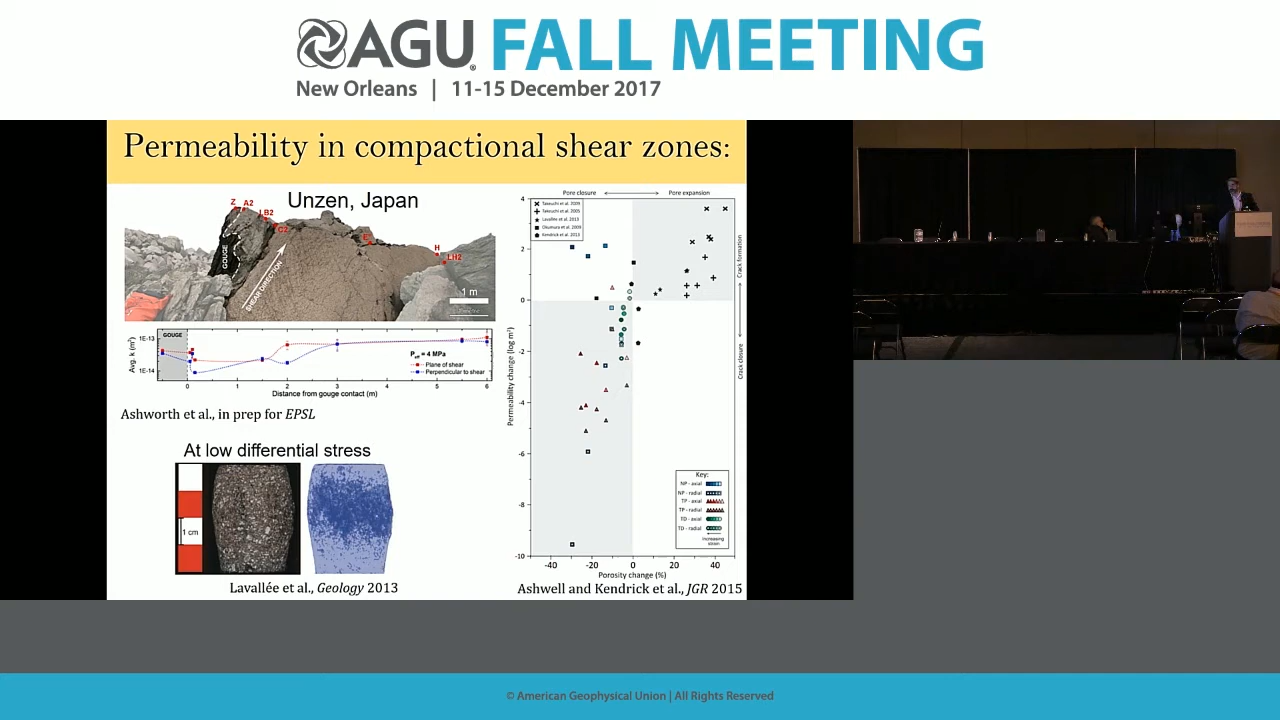 AGU FALL MEETING
New Orleans | 11-15 December 2017
Permeability in compactional shear zones:
Unzen, Japan
Z A2
LB2
C2
GOUGE
SHEAR DIRECTION
H
LH2
1 m
GOUGE
1E-13
1E-14
Avg. k (m²)
Peff = 4 MPa
Plane of shear
Perpendicular to shear
0 1 2 3 4 5 6
Distance from gouge contact (m)
Ashworth et al., in prep for EPSL
At low differential stress
1 cm
Lavallée et al., Geology 2013
Pore closure
Pore expansion
Takeuchi et al. 2009
Takeuchi et al. 2005
Lavallée et al. 2013
Okumura et al. 2009
Kendrick et al. 2013
4
2
0
-2
-4
-6
-8
-10
Permeability change (log m²)
Crack formation
Crack closure
Key:
NP - axial
NP - radial
TP - axial
TP - radial
TD - axial
TD - radial
Increasing strain
-40 -20 0 20 40
Porosity change (%)
Ashwell and Kendrick et al., JGR 2015
© American Geophysical Union | All Rights Reserved